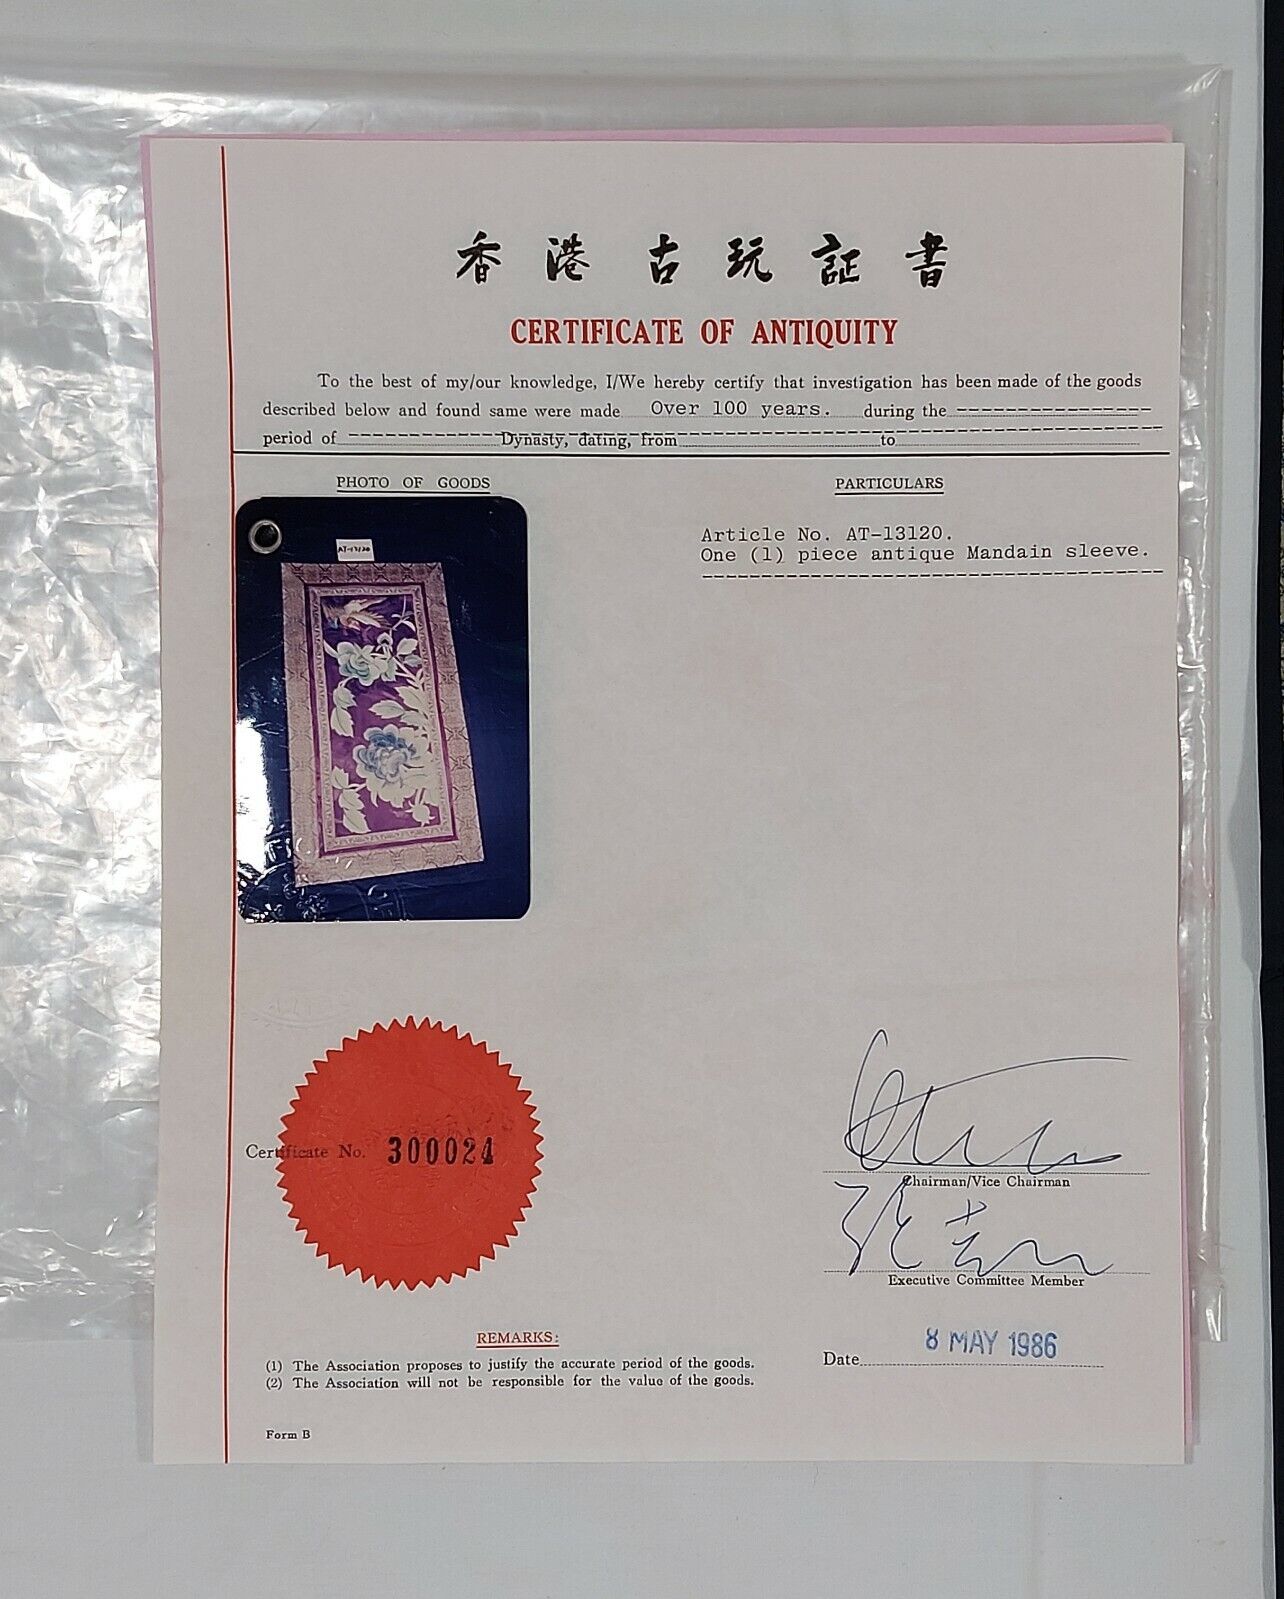 香港古玩証書
CERTIFICATE OF ANTIQUITY
To the best of my/our knowledge, I/We hereby certify that investigation has been made of the goods
described below and found same were made Over 100 years. during the
period of Dynasty, dating, from to
PHOTO OF GOODS
PARTICULARS
AT-13120
Article No. AT-13120.
One (1) piece antique Mandain sleeve.
Certificate No. 300024
Chairman/Vice Chairman
Executive Committee Member
REMARKS:
(1) The Association proposes to justify the accurate period of the goods.
(2) The Association will not be responsible for the value of the goods.
Date 8 MAY 1986
Form B